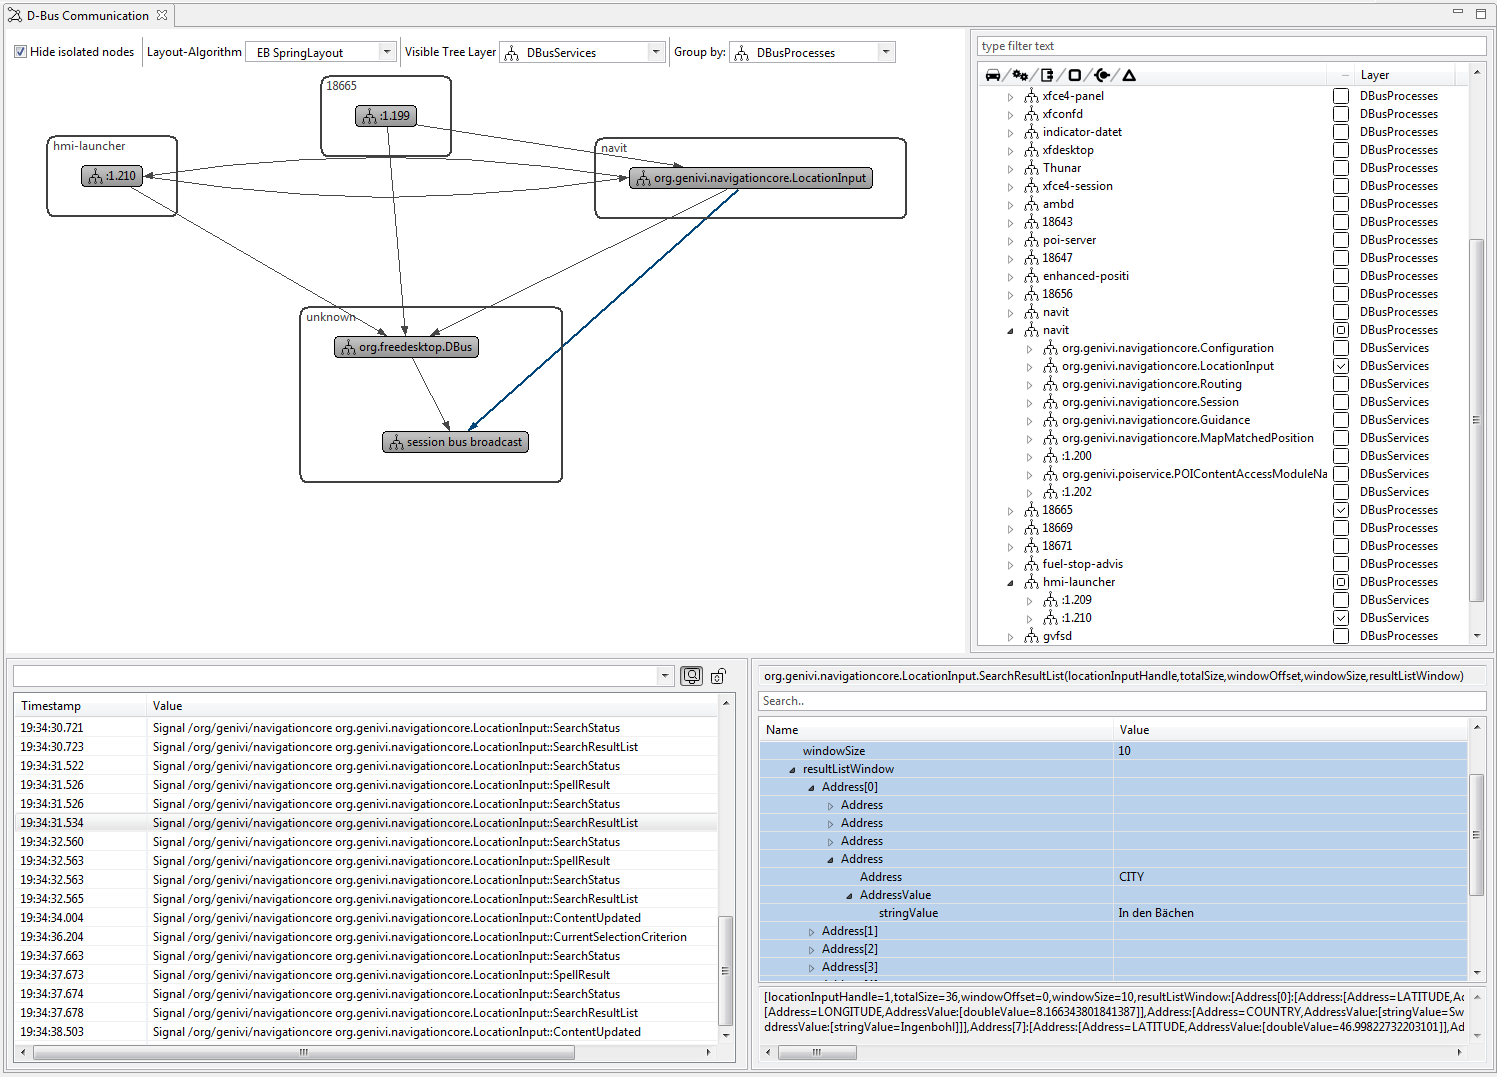 D-Bus Communication
Hide isolated nodes
Layout-Algorithm
EB SpringLayout
Visible Tree Layer
DBusServices
Group by:
DBusProcesses
18665
:1.199
hmi-launcher
:1.210
navit
org.genivi.navigationcore.LocationInput
unknown
org.freedesktop.DBus
session bus broadcast
type filter text
Layer
xfce4-panel DBusProcesses
xfconfd DBusProcesses
indicator-datet DBusProcesses
xfdesktop DBusProcesses
Thunar DBusProcesses
xfce4-session DBusProcesses
ambd DBusProcesses
18643 DBusProcesses
poi-server DBusProcesses
18647 DBusProcesses
enhanced-positi DBusProcesses
18656 DBusProcesses
navit DBusProcesses
navit DBusProcesses
org.genivi.navigationcore.Configuration DBusServices
org.genivi.navigationcore.LocationInput DBusServices
org.genivi.navigationcore.Routing DBusServices
org.genivi.navigationcore.Session DBusServices
org.genivi.navigationcore.Guidance DBusServices
org.genivi.navigationcore.MapMatchedPosition DBusServices
:1.200 DBusServices
org.genivi.poiservice.POIContentAccessModuleNa DBusServices
:1.202 DBusServices
18665 DBusProcesses
18669 DBusProcesses
18671 DBusProcesses
fuel-stop-advis DBusProcesses
hmi-launcher DBusProcesses
:1.209 DBusServices
:1.210 DBusServices
gvfsd DBusProcesses
Timestamp Value
19:34:30.721 Signal /org/genivi/navigationcore org.genivi.navigationcore.LocationInput::SearchStatus
19:34:30.723 Signal /org/genivi/navigationcore org.genivi.navigationcore.LocationInput::SearchResultList
19:34:31.522 Signal /org/genivi/navigationcore org.genivi.navigationcore.LocationInput::SearchStatus
19:34:31.526 Signal /org/genivi/navigationcore org.genivi.navigationcore.LocationInput::SpellResult
19:34:31.526 Signal /org/genivi/navigationcore org.genivi.navigationcore.LocationInput::SearchStatus
19:34:31.534 Signal /org/genivi/navigationcore org.genivi.navigationcore.LocationInput::SearchResultList
19:34:32.560 Signal /org/genivi/navigationcore org.genivi.navigationcore.LocationInput::SearchStatus
19:34:32.563 Signal /org/genivi/navigationcore org.genivi.navigationcore.LocationInput::SpellResult
19:34:32.563 Signal /org/genivi/navigationcore org.genivi.navigationcore.LocationInput::SearchStatus
19:34:32.565 Signal /org/genivi/navigationcore org.genivi.navigationcore.LocationInput::SearchResultList
19:34:34.004 Signal /org/genivi/navigationcore org.genivi.navigationcore.LocationInput::ContentUpdated
19:34:36.204 Signal /org/genivi/navigationcore org.genivi.navigationcore.LocationInput::CurrentSelectionCriterion
19:34:37.663 Signal /org/genivi/navigationcore org.genivi.navigationcore.LocationInput::SearchStatus
19:34:37.673 Signal /org/genivi/navigationcore org.genivi.navigationcore.LocationInput::SpellResult
19:34:37.674 Signal /org/genivi/navigationcore org.genivi.navigationcore.LocationInput::SearchStatus
19:34:37.678 Signal /org/genivi/navigationcore org.genivi.navigationcore.LocationInput::SearchResultList
19:34:38.503 Signal /org/genivi/navigationcore org.genivi.navigationcore.LocationInput::ContentUpdated
org.genivi.navigationcore.LocationInput.SearchResultList(locationInputHandle,totalSize,windowOffset,windowSize,resultListWindow)
Search..
Name Value
windowSize 10
resultListWindow
Address[0]
Address
Address
Address
Address
Address CITY
AddressValue
stringValue In den Bächen
Address[1]
Address[2]
Address[3]
[locationInputHandle=1,totalSize=36,windowOffset=0,windowSize=10,resultListWindow:[Address[0]:[Address:[Address=LATITUDE,Ac
[Address=LONGITUDE,AddressValue:[doubleValue=8.166343801841387]],Address:[Address=COUNTRY,AddressValue:[stringValue=Sw
ddressValue:[stringValue=Ingenbohl]]],Address[7]:[Address:[Address=LATITUDE,AddressValue:[doubleValue=46.99822732203101]],Ad